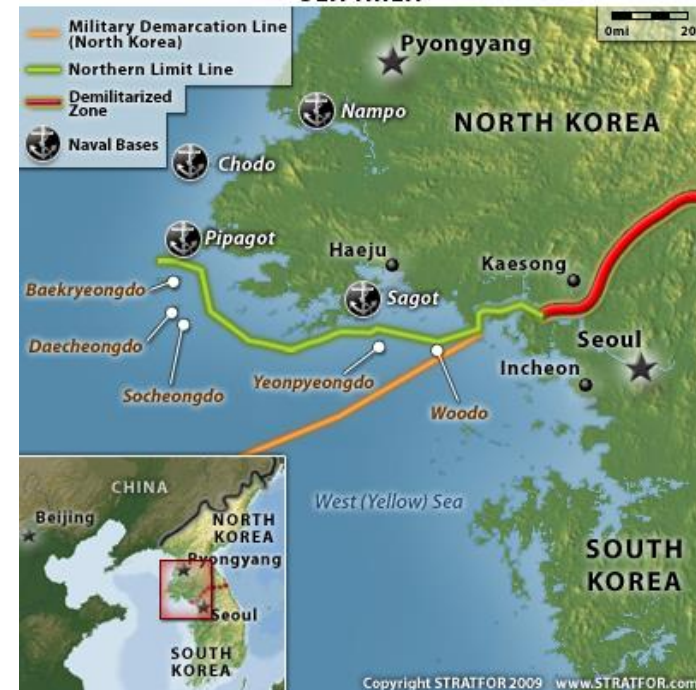 Military Demarcation Line
(North Korea)
Northern Limit Line
Demilitarized
Zone
Naval Bases
0mi
20
Pyongyang
Nampo
NORTH KOREA
Chodo
Pipagot
Haeju
Kaesong
Baekryeongdo
Sagot
Daecheongdo
Seoul
Incheon
Socheongdo
Yeonpyeongdo
Woodo
West (Yellow) Sea
CHINA
Beijing
NORTH
KOREA
Pyongyang
Seoul
SOUTH
KOREA
SOUTH
KOREA
Copyright STRATFOR 2009 www.STRATFOR.com